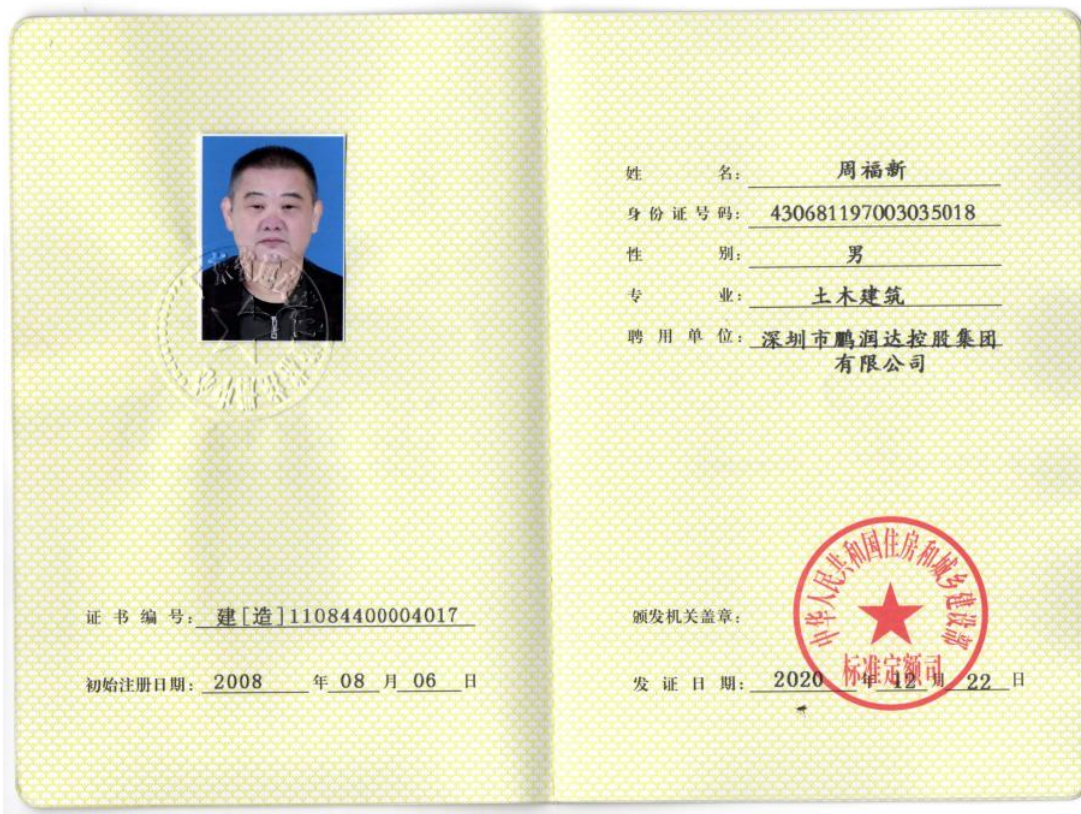 证书编号：建[造]11084400004017
初始注册日期：2008年08月06日
姓名：周福新
身份证号码：430681197003035018
性别：男
专业：土木建筑
聘用单位：深圳市鹏润达控股集团
有限公司
颁发机关盖章：
中华人民共和国住房和城乡建设部
标准定额司
发证日期：2020年12月22日